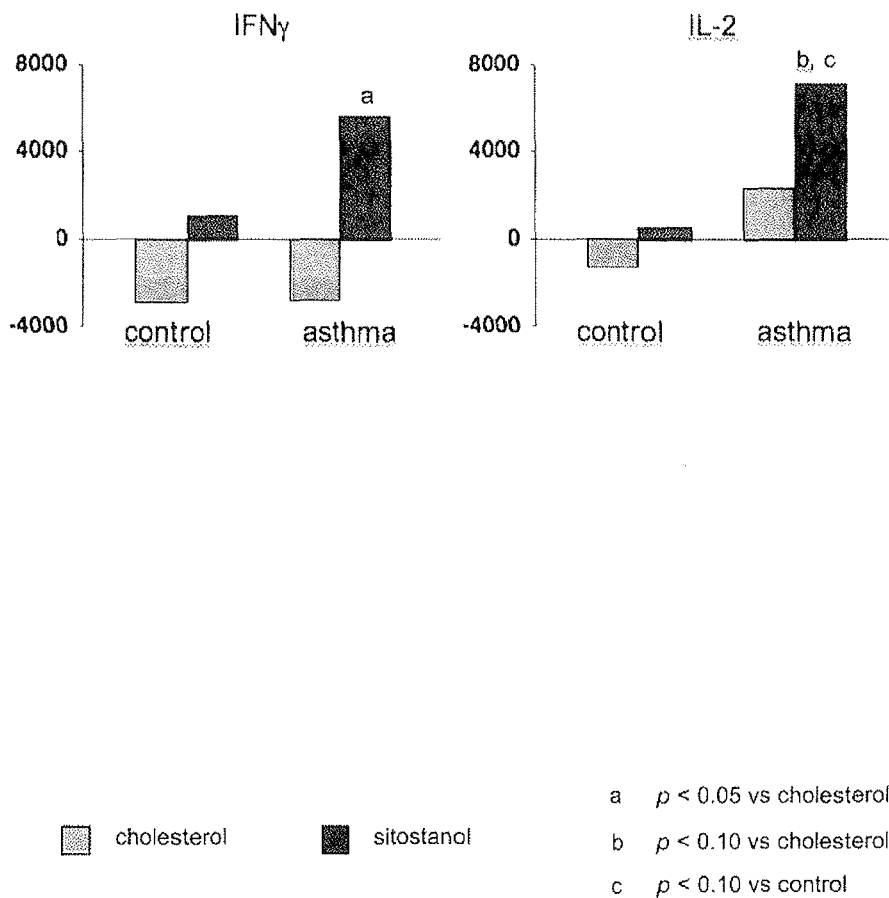 IFNγ
8000
4000
0
-4000
a
control asthma
IL-2
8000
4000
0
-4000
b, c
control asthma
cholesterol
sitostanol
a p < 0.05 vs cholesterol
b p < 0.10 vs cholesterol
c p < 0.10 vs control